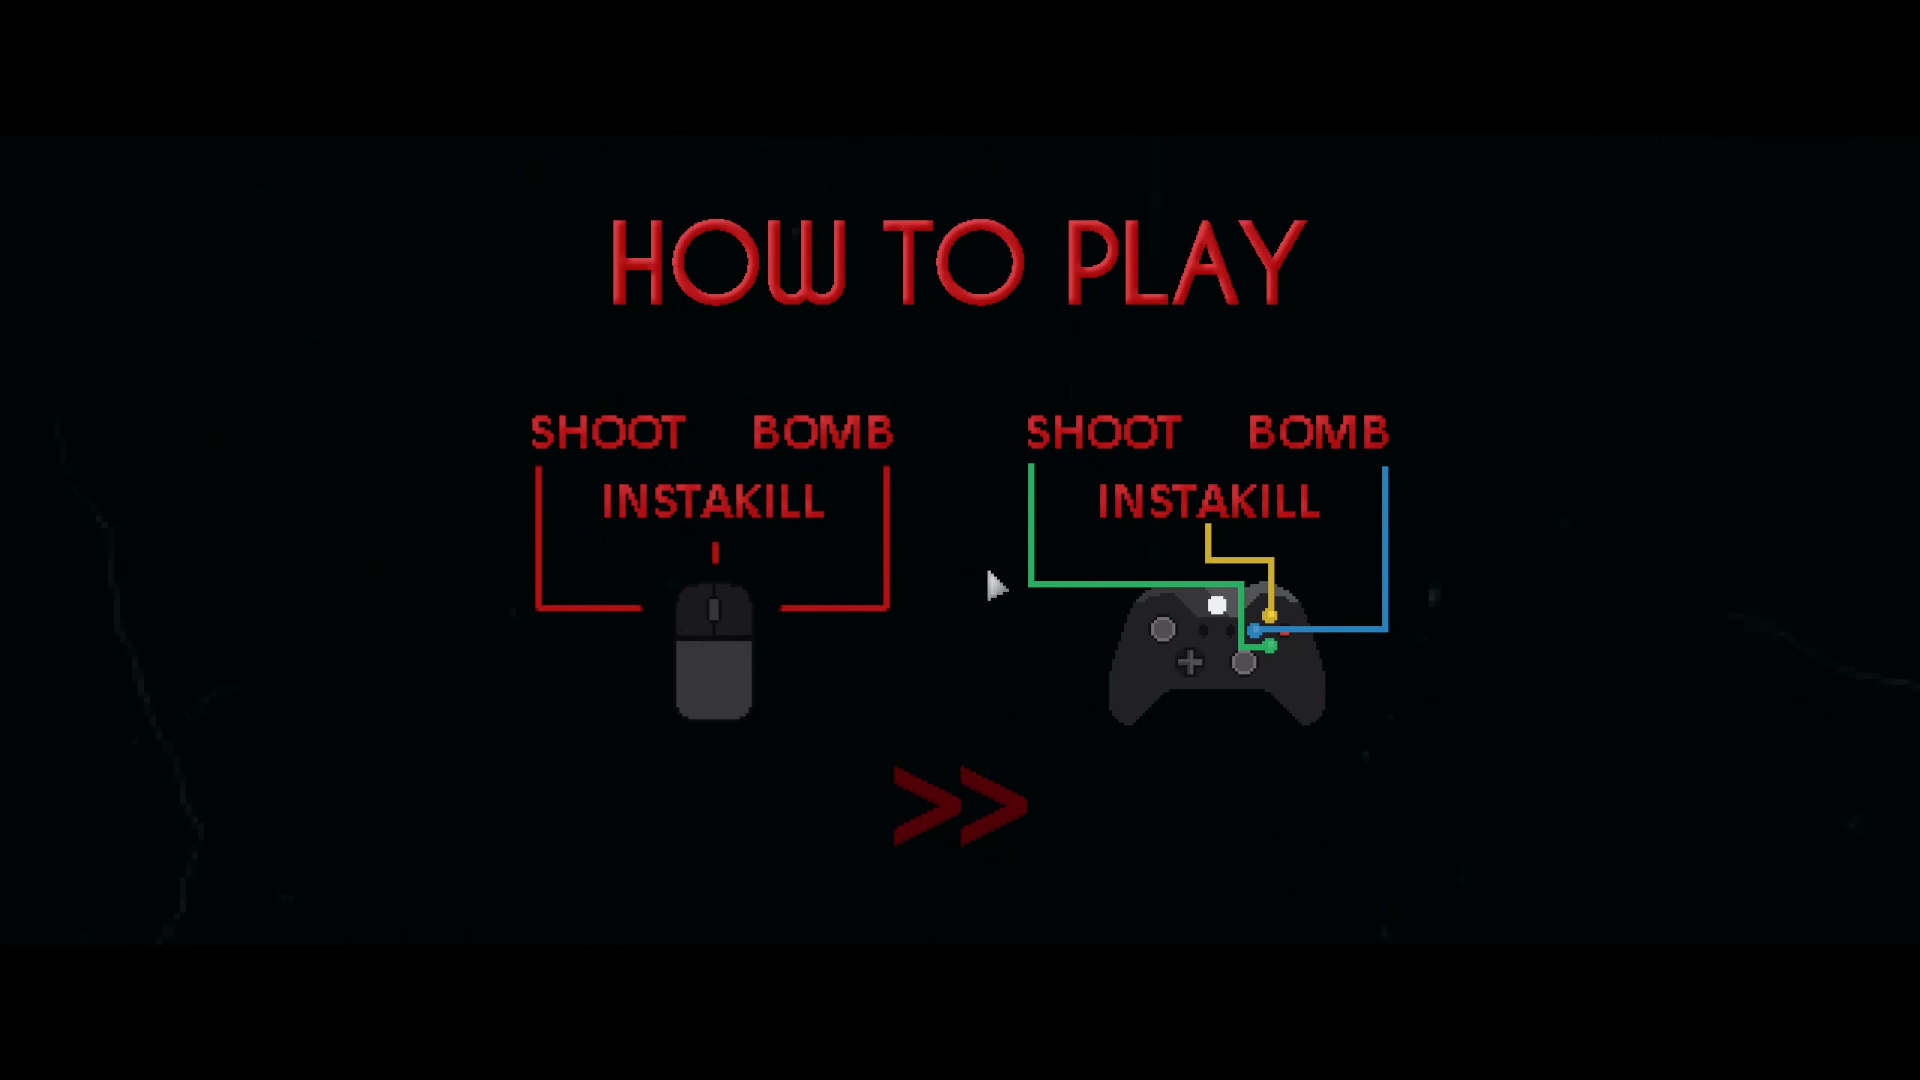 HOW TO PLAY
SHOOT BOMB
INSTAKILL
SHOOT BOMB
INSTAKILL
>>